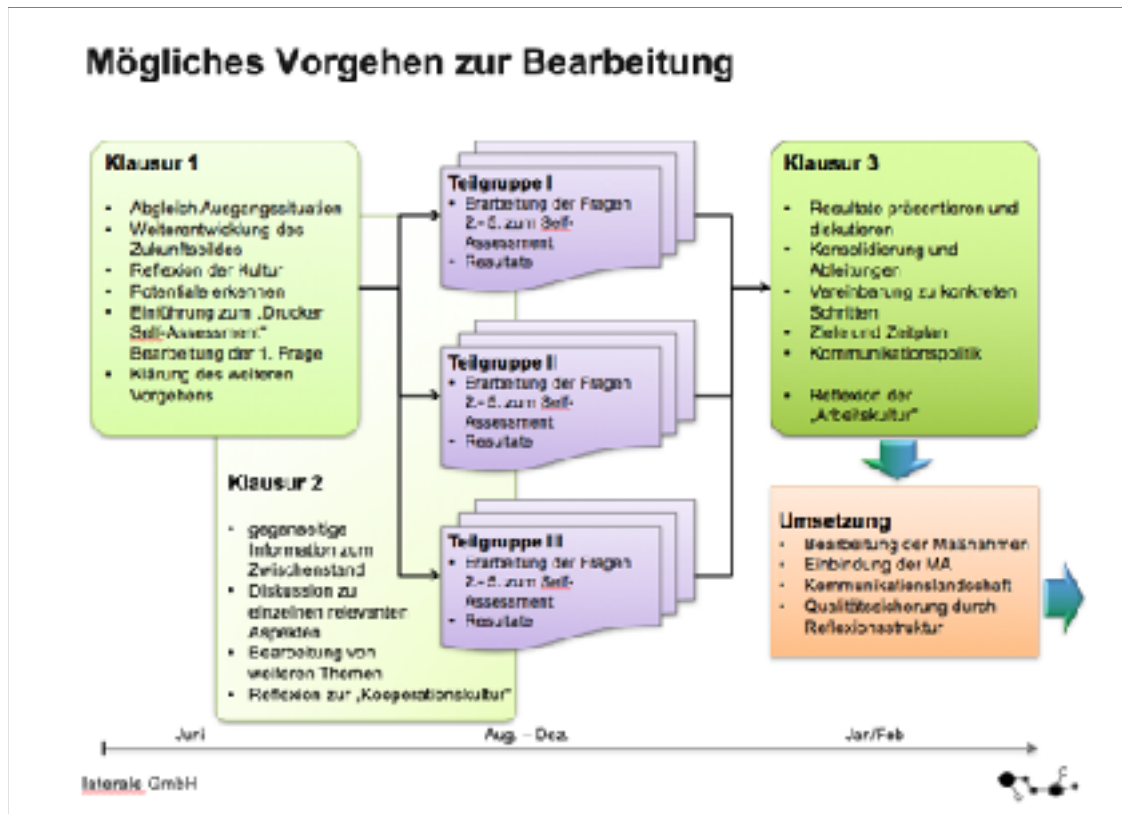 Mögliches Vorgehen zur Bearbeitung
Klausur 1
• Abgleich Ausgangssituation
• Weiterentwicklung des
Zukunftsbildes
• Reflexion der Kultur
• Potentiale erkennen
• Einführung zum „Drucker
Self-Assessment“
Bearbeitung der 1. Frage
• Klärung des weiteren
Vorgehens
Klausur 2
• gegenseitige
Information zum
Zwischenstand
• Diskussion zu
einzelnen relevanten
Aspekten
• Bearbeitung von
weiteren Themen
• Reflexion zur „Kooperationskultur“
Teilgruppe I
• Erarbeitung der Fragen
2.- 5. zum Self-
Assessment
• Resultate
Teilgruppe II
• Erarbeitung der Fragen
2.- 5. zum Self-
Assessment
• Resultate
Teilgruppe III
• Erarbeitung der Fragen
2.- 5. zum Self-
Assessment
• Resultate
Klausur 3
• Resultate präsentieren und
diskutieren
• Konsolidierung und
Ableitungen
• Vereinbarung zu konkreten
Schritten
• Ziele und Zeitplan
• Kommunikationspolitik
• Reflexion der
„Arbeitskultur“
Umsetzung
• Bearbeitung der Maßnahmen
• Einbindung der MA
• Kommunikationslandschaft
• Qualitätssicherung durch
Reflexionsstruktur
Juni
Aug. – Dez.
Jan/Feb
laterale GmbH